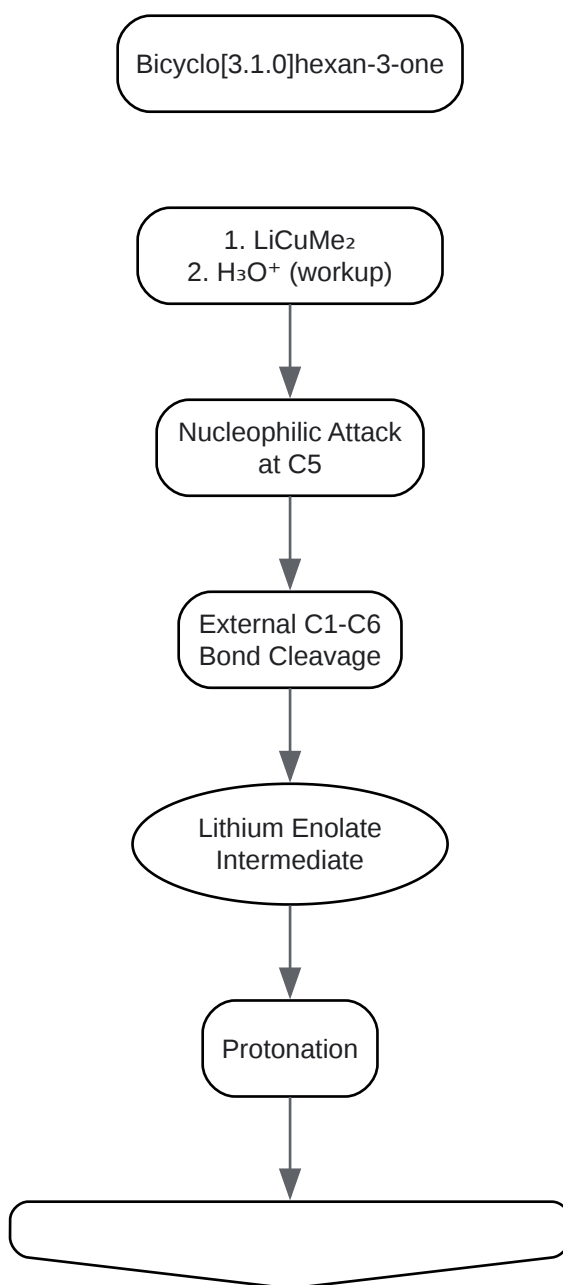 Bicyclo[3.1.0]hexan-3-one
1. LiCuMe₂
2. H₃O⁺ (workup)
Nucleophilic Attack
at C5
External C1-C6
Bond Cleavage
Lithium Enolate
Intermediate
Protonation